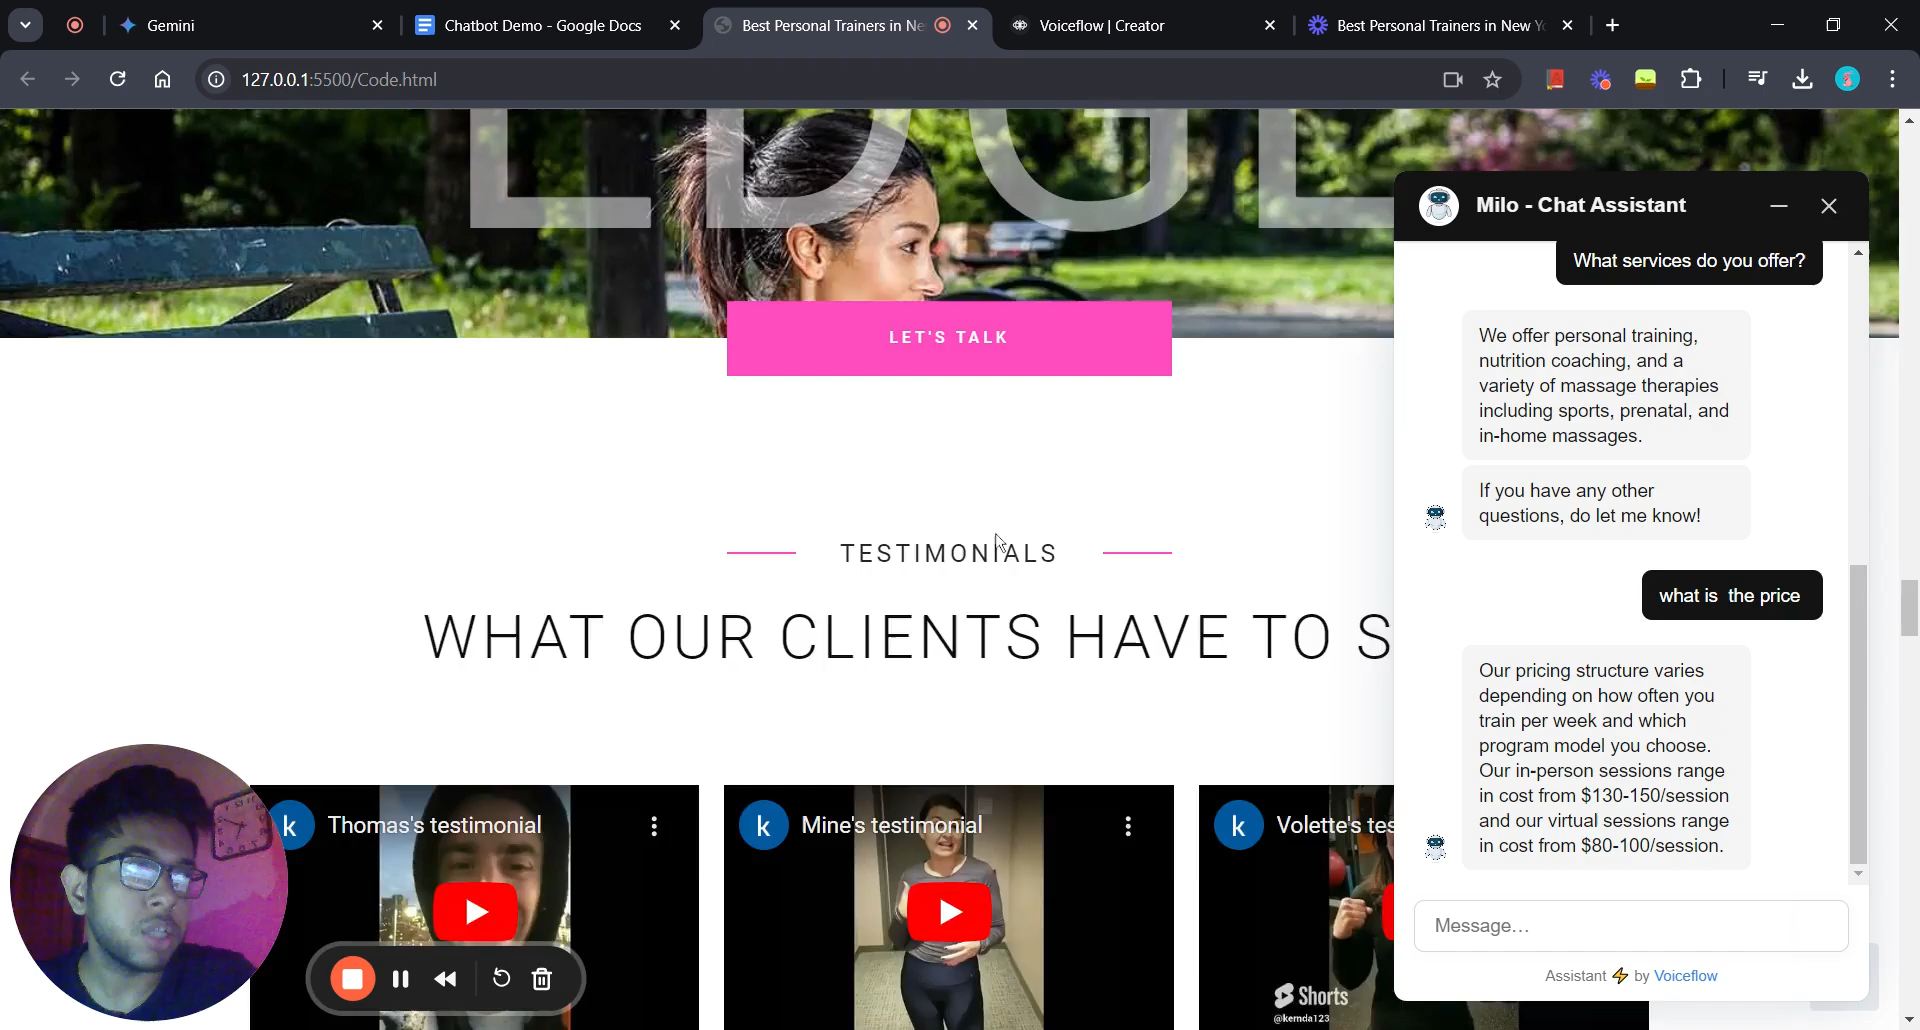 Gemini
Chatbot Demo - Google Docs
Best Personal Trainers in Ne
Voiceflow | Creator
Best Personal Trainers in New Yo
127.0.0.1:5500/Code.html
EDGE
LET'S TALK
TESTIMONIALS
WHAT OUR CLIENTS HAVE TO S
k Thomas's testimonial
k Mine's testimonial
k Volette's tes
Shorts
@kemda123
Milo - Chat Assistant
What services do you offer?
We offer personal training,
nutrition coaching, and a
variety of massage therapies
including sports, prenatal, and
in-home massages.
If you have any other
questions, do let me know!
what is  the price
Our pricing structure varies
depending on how often you
train per week and which
program model you choose.
Our in-person sessions range
in cost from $130-150/session
and our virtual sessions range
in cost from $80-100/session.
Message...
Assistant ⚡ by Voiceflow